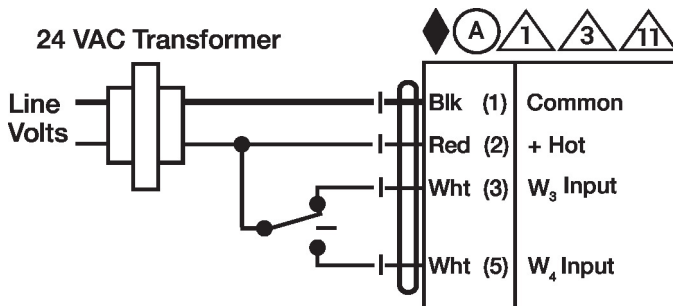 24 VAC Transformer
A 1 3 11
Line
Volts
Blk (1) Common
Red (2) + Hot
Wht (3) W₃ Input
Wht (5) W₄ Input